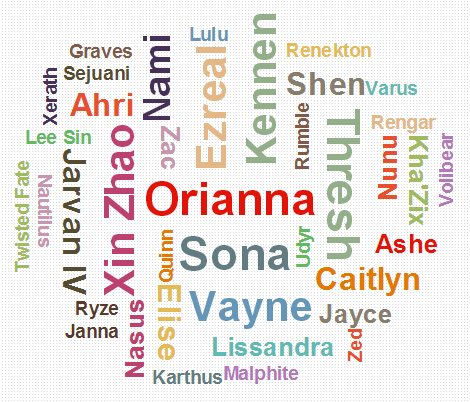 Lulu
Graves
Nami
Ezreal
Kennen
Renekton
Sejuani
Xerath
Shen
Varus
Ahri
Rumble
Thresh
Rengar
Lee Sin
Zac
Nunu
Kha'Zix
Volibear
Twisted Fate
Nautilus
Jarvan IV
Xin Zhao
Orianna
Sona
Udyr
Ashe
Quinn
Caitlyn
Elise
Vayne
Ryze
Jayce
Nasus
Janna
Lissandra
Zed
Karthus
Malphite